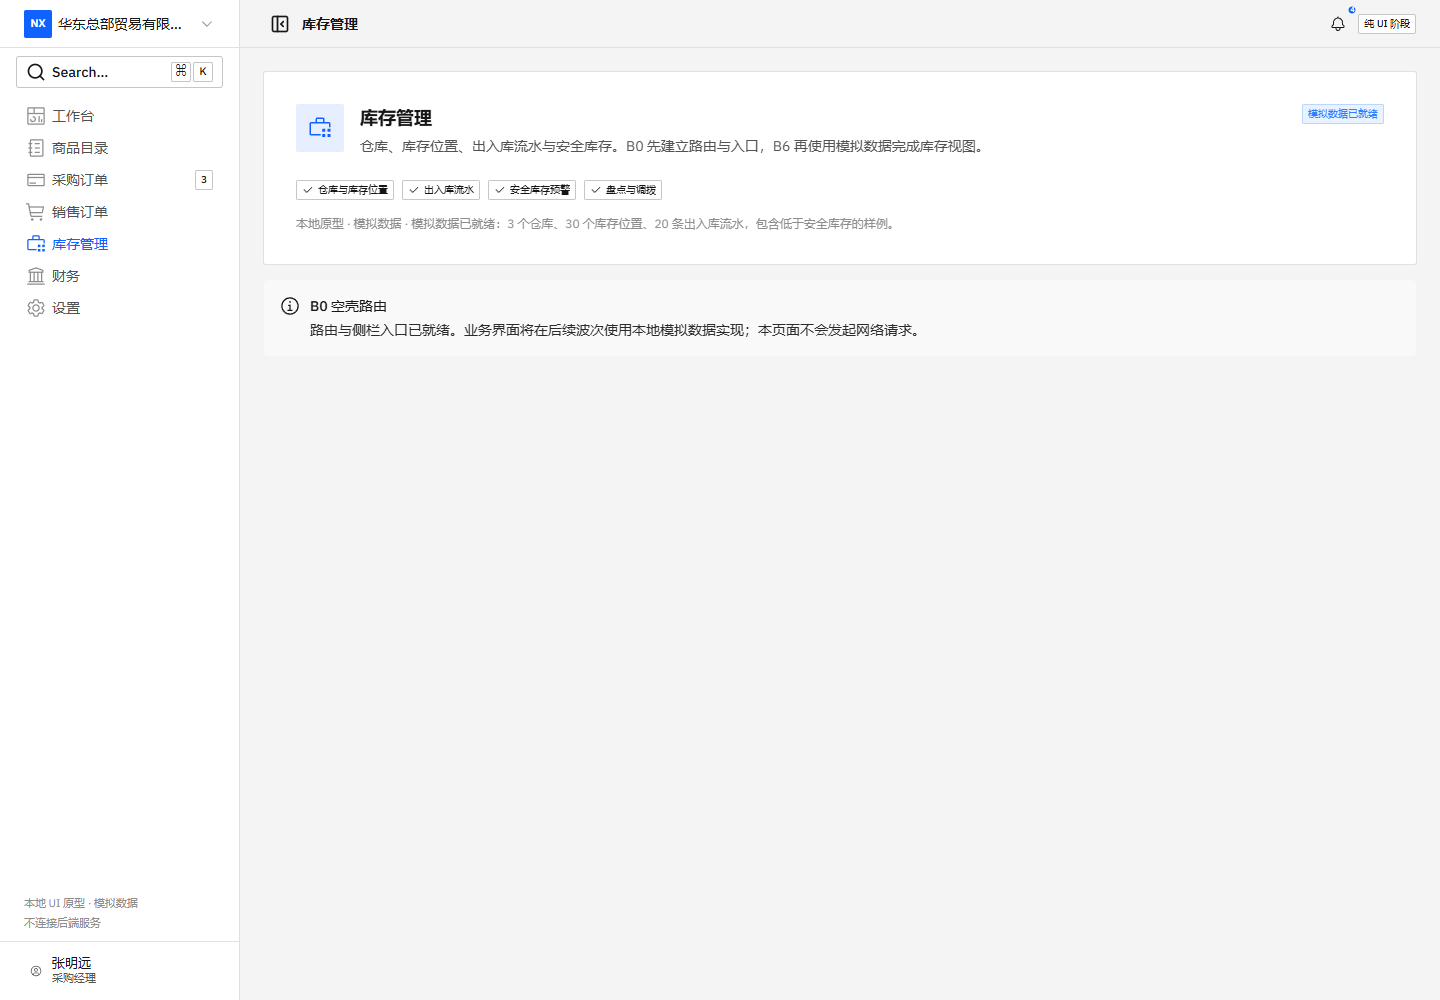 NX 华东总部贸易有限...
Search... ⌘ K
工作台
商品目录
采购订单 3
销售订单
库存管理
财务
设置
本地 UI 原型 · 模拟数据
不连接后端服务
张明远
采购经理
库存管理
纯 UI 阶段
库存管理
模拟数据已就绪
仓库、库存位置、出入库流水与安全库存。B0 先建立路由与入口，B6 再使用模拟数据完成库存视图。
仓库与库存位置 出入库流水 安全库存预警 盘点与调拨
本地原型 · 模拟数据 · 模拟数据已就绪：3 个仓库、30 个库存位置、20 条出入库流水，包含低于安全库存的样例。
B0 空壳路由
路由与侧栏入口已就绪。业务界面将在后续波次使用本地模拟数据实现；本页面不会发起网络请求。